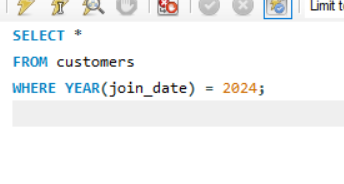 Limit to
SELECT *
FROM customers
WHERE YEAR(join_date) = 2024;